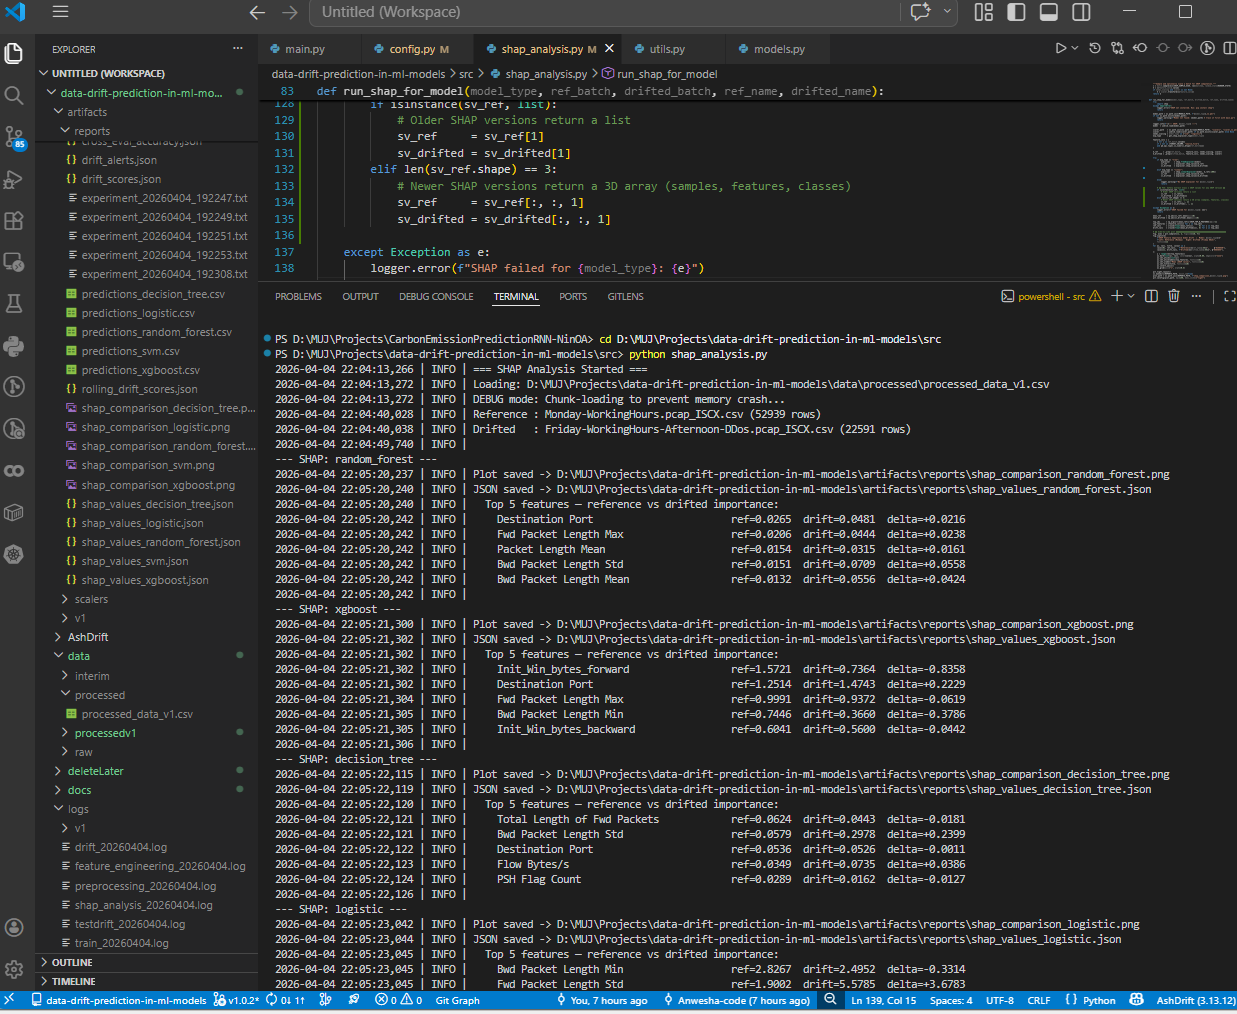 Untitled (Workspace)
EXPLORER
UNTITLED (WORKSPACE)
data-drift-prediction-in-ml-mo...
artifacts
reports
cross_eval_accuracy.json
drift_alerts.json
drift_scores.json
experiment_20260404_192247.txt
experiment_20260404_192249.txt
experiment_20260404_192251.txt
experiment_20260404_192253.txt
experiment_20260404_192308.txt
predictions_decision_tree.csv
predictions_logistic.csv
predictions_random_forest.csv
predictions_svm.csv
predictions_xgboost.csv
rolling_drift_scores.json
shap_comparison_decision_tree.p...
shap_comparison_logistic.png
shap_comparison_random_forest....
shap_comparison_svm.png
shap_comparison_xgboost.png
shap_values_decision_tree.json
shap_values_logistic.json
shap_values_random_forest.json
shap_values_svm.json
shap_values_xgboost.json
scalers
v1
AshDrift
data
interim
processed
processed_data_v1.csv
processedv1
raw
deleteLater
docs
logs
v1
drift_20260404.log
feature_engineering_20260404.log
preprocessing_20260404.log
shap_analysis_20260404.log
testdrift_20260404.log
train_20260404.log
OUTLINE
TIMELINE
85
main.py
config.py M
shap_analysis.py M
utils.py
models.py
data-drift-prediction-in-ml-models > src > shap_analysis.py > run_shap_for_model
83 def run_shap_for_model(model_type, ref_batch, drifted_batch, ref_name, drifted_name):
128 if isinstance(sv_ref, list):
129 # Older SHAP versions return a list
130 sv_ref = sv_ref[1]
131 sv_drifted = sv_drifted[1]
132 elif len(sv_ref.shape) == 3:
133 # Newer SHAP versions return a 3D array (samples, features, classes)
134 sv_ref = sv_ref[:, :, 1]
135 sv_drifted = sv_drifted[:, :, 1]
136
137 except Exception as e:
138 logger.error(f"SHAP failed for {model_type}: {e}")
PROBLEMS OUTPUT DEBUG CONSOLE TERMINAL PORTS GITLENS
powershell - src
PS D:\MUJ\Projects\CarbonEmissionPredictionRNN-NinOA> cd D:\MUJ\Projects\data-drift-prediction-in-ml-models\src
PS D:\MUJ\Projects\data-drift-prediction-in-ml-models\src> python shap_analysis.py
2026-04-04 22:04:13,266 | INFO | === SHAP Analysis Started ===
2026-04-04 22:04:13,272 | INFO | Loading: D:\MUJ\Projects\data-drift-prediction-in-ml-models\data\processed\processed_data_v1.csv
2026-04-04 22:04:13,272 | INFO | DEBUG mode: Chunk-loading to prevent memory crash...
2026-04-04 22:04:40,028 | INFO | Reference : Monday-WorkingHours.pcap_ISCX.csv (52939 rows)
2026-04-04 22:04:40,038 | INFO | Drifted : Friday-WorkingHours-Afternoon-DDos.pcap_ISCX.csv (22591 rows)
2026-04-04 22:04:49,740 | INFO |
--- SHAP: random_forest ---
2026-04-04 22:05:20,237 | INFO | Plot saved -> D:\MUJ\Projects\data-drift-prediction-in-ml-models\artifacts\reports\shap_comparison_random_forest.png
2026-04-04 22:05:20,240 | INFO | JSON saved -> D:\MUJ\Projects\data-drift-prediction-in-ml-models\artifacts\reports\shap_values_random_forest.json
2026-04-04 22:05:20,240 | INFO | Top 5 features — reference vs drifted importance:
2026-04-04 22:05:20,242 | INFO | Destination Port ref=0.0265 drift=0.0481 delta=+0.0216
2026-04-04 22:05:20,242 | INFO | Fwd Packet Length Max ref=0.0206 drift=0.0444 delta=+0.0238
2026-04-04 22:05:20,242 | INFO | Packet Length Mean ref=0.0154 drift=0.0315 delta=+0.0161
2026-04-04 22:05:20,242 | INFO | Bwd Packet Length Std ref=0.0151 drift=0.0709 delta=+0.0558
2026-04-04 22:05:20,242 | INFO | Bwd Packet Length Mean ref=0.0132 drift=0.0556 delta=+0.0424
2026-04-04 22:05:20,242 | INFO |
--- SHAP: xgboost ---
2026-04-04 22:05:21,300 | INFO | Plot saved -> D:\MUJ\Projects\data-drift-prediction-in-ml-models\artifacts\reports\shap_comparison_xgboost.png
2026-04-04 22:05:21,302 | INFO | JSON saved -> D:\MUJ\Projects\data-drift-prediction-in-ml-models\artifacts\reports\shap_values_xgboost.json
2026-04-04 22:05:21,302 | INFO | Top 5 features — reference vs drifted importance:
2026-04-04 22:05:21,302 | INFO | Init_Win_bytes_forward ref=1.5721 drift=0.7364 delta=-0.8358
2026-04-04 22:05:21,302 | INFO | Destination Port ref=1.2514 drift=1.4743 delta=+0.2229
2026-04-04 22:05:21,304 | INFO | Fwd Packet Length Max ref=0.9991 drift=0.9372 delta=-0.0619
2026-04-04 22:05:21,305 | INFO | Bwd Packet Length Min ref=0.7446 drift=0.3660 delta=-0.3786
2026-04-04 22:05:21,305 | INFO | Init_Win_bytes_backward ref=0.6041 drift=0.5600 delta=-0.0442
2026-04-04 22:05:21,306 | INFO |
--- SHAP: decision_tree ---
2026-04-04 22:05:22,115 | INFO | Plot saved -> D:\MUJ\Projects\data-drift-prediction-in-ml-models\artifacts\reports\shap_comparison_decision_tree.png
2026-04-04 22:05:22,119 | INFO | JSON saved -> D:\MUJ\Projects\data-drift-prediction-in-ml-models\artifacts\reports\shap_values_decision_tree.json
2026-04-04 22:05:22,120 | INFO | Top 5 features — reference vs drifted importance:
2026-04-04 22:05:22,121 | INFO | Total Length of Fwd Packets ref=0.0624 drift=0.0443 delta=-0.0181
2026-04-04 22:05:22,121 | INFO | Bwd Packet Length Std ref=0.0579 drift=0.2978 delta=+0.2399
2026-04-04 22:05:22,122 | INFO | Destination Port ref=0.0536 drift=0.0526 delta=-0.0011
2026-04-04 22:05:22,123 | INFO | Flow Bytes/s ref=0.0349 drift=0.0735 delta=+0.0386
2026-04-04 22:05:22,124 | INFO | PSH Flag Count ref=0.0289 drift=0.0162 delta=-0.0127
2026-04-04 22:05:22,126 | INFO |
--- SHAP: logistic ---
2026-04-04 22:05:23,042 | INFO | Plot saved -> D:\MUJ\Projects\data-drift-prediction-in-ml-models\artifacts\reports\shap_comparison_logistic.png
2026-04-04 22:05:23,044 | INFO | JSON saved -> D:\MUJ\Projects\data-drift-prediction-in-ml-models\artifacts\reports\shap_values_logistic.json
2026-04-04 22:05:23,045 | INFO | Top 5 features — reference vs drifted importance:
2026-04-04 22:05:23,045 | INFO | Bwd Packet Length Min ref=2.8267 drift=2.4952 delta=-0.3314
2026-04-04 22:05:23,045 | INFO | Fwd Packet Length Std ref=1.9002 drift=5.5785 delta=+3.6783
data-drift-prediction-in-ml-models v1.0.2* 0↓ 1↑ 0 0 Git Graph You, 7 hours ago Anwesha-code (7 hours ago) Ln 139, Col 15 Spaces: 4 UTF-8 CRLF { } Python AshDrift (3.13.12)